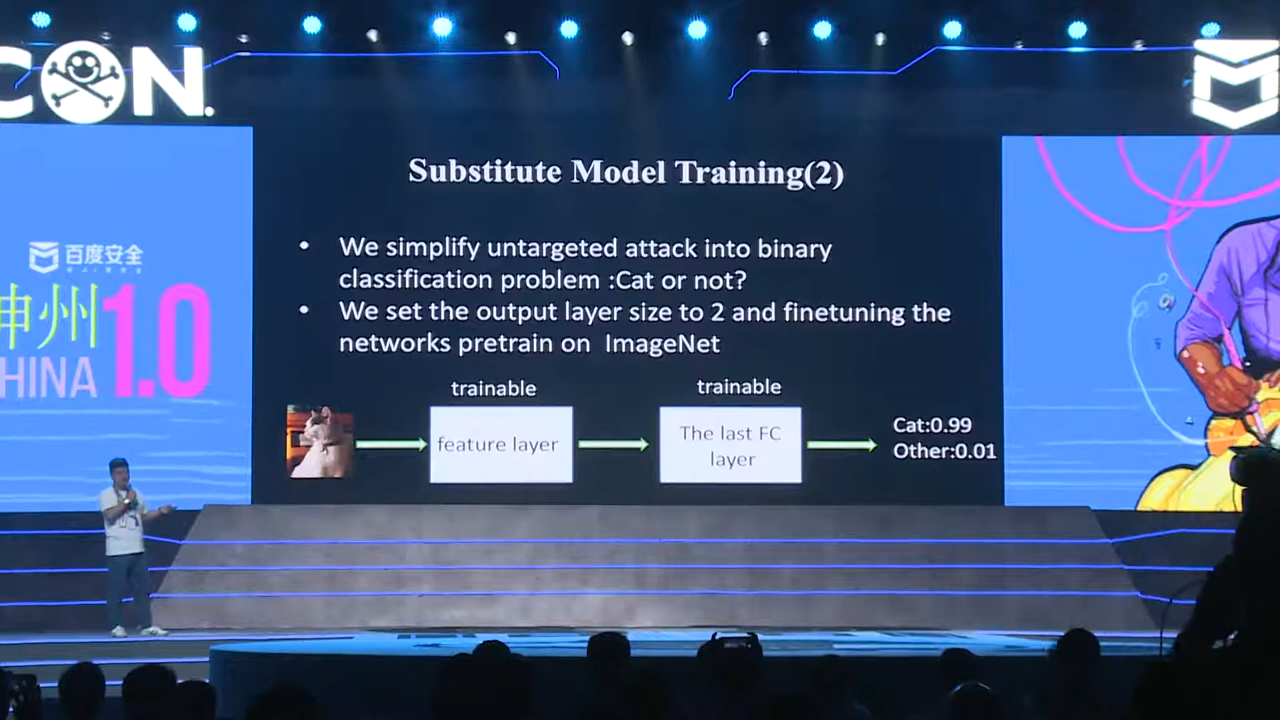 CON.
Substitute Model Training(2)
• We simplify untargeted attack into binary
classification problem :Cat or not?
• We set the output layer size to 2 and finetuning the
networks pretrain on ImageNet
trainable
trainable
feature layer
The last FC
layer
Cat:0.99
Other:0.01
百度安全
神州1.0
HINA